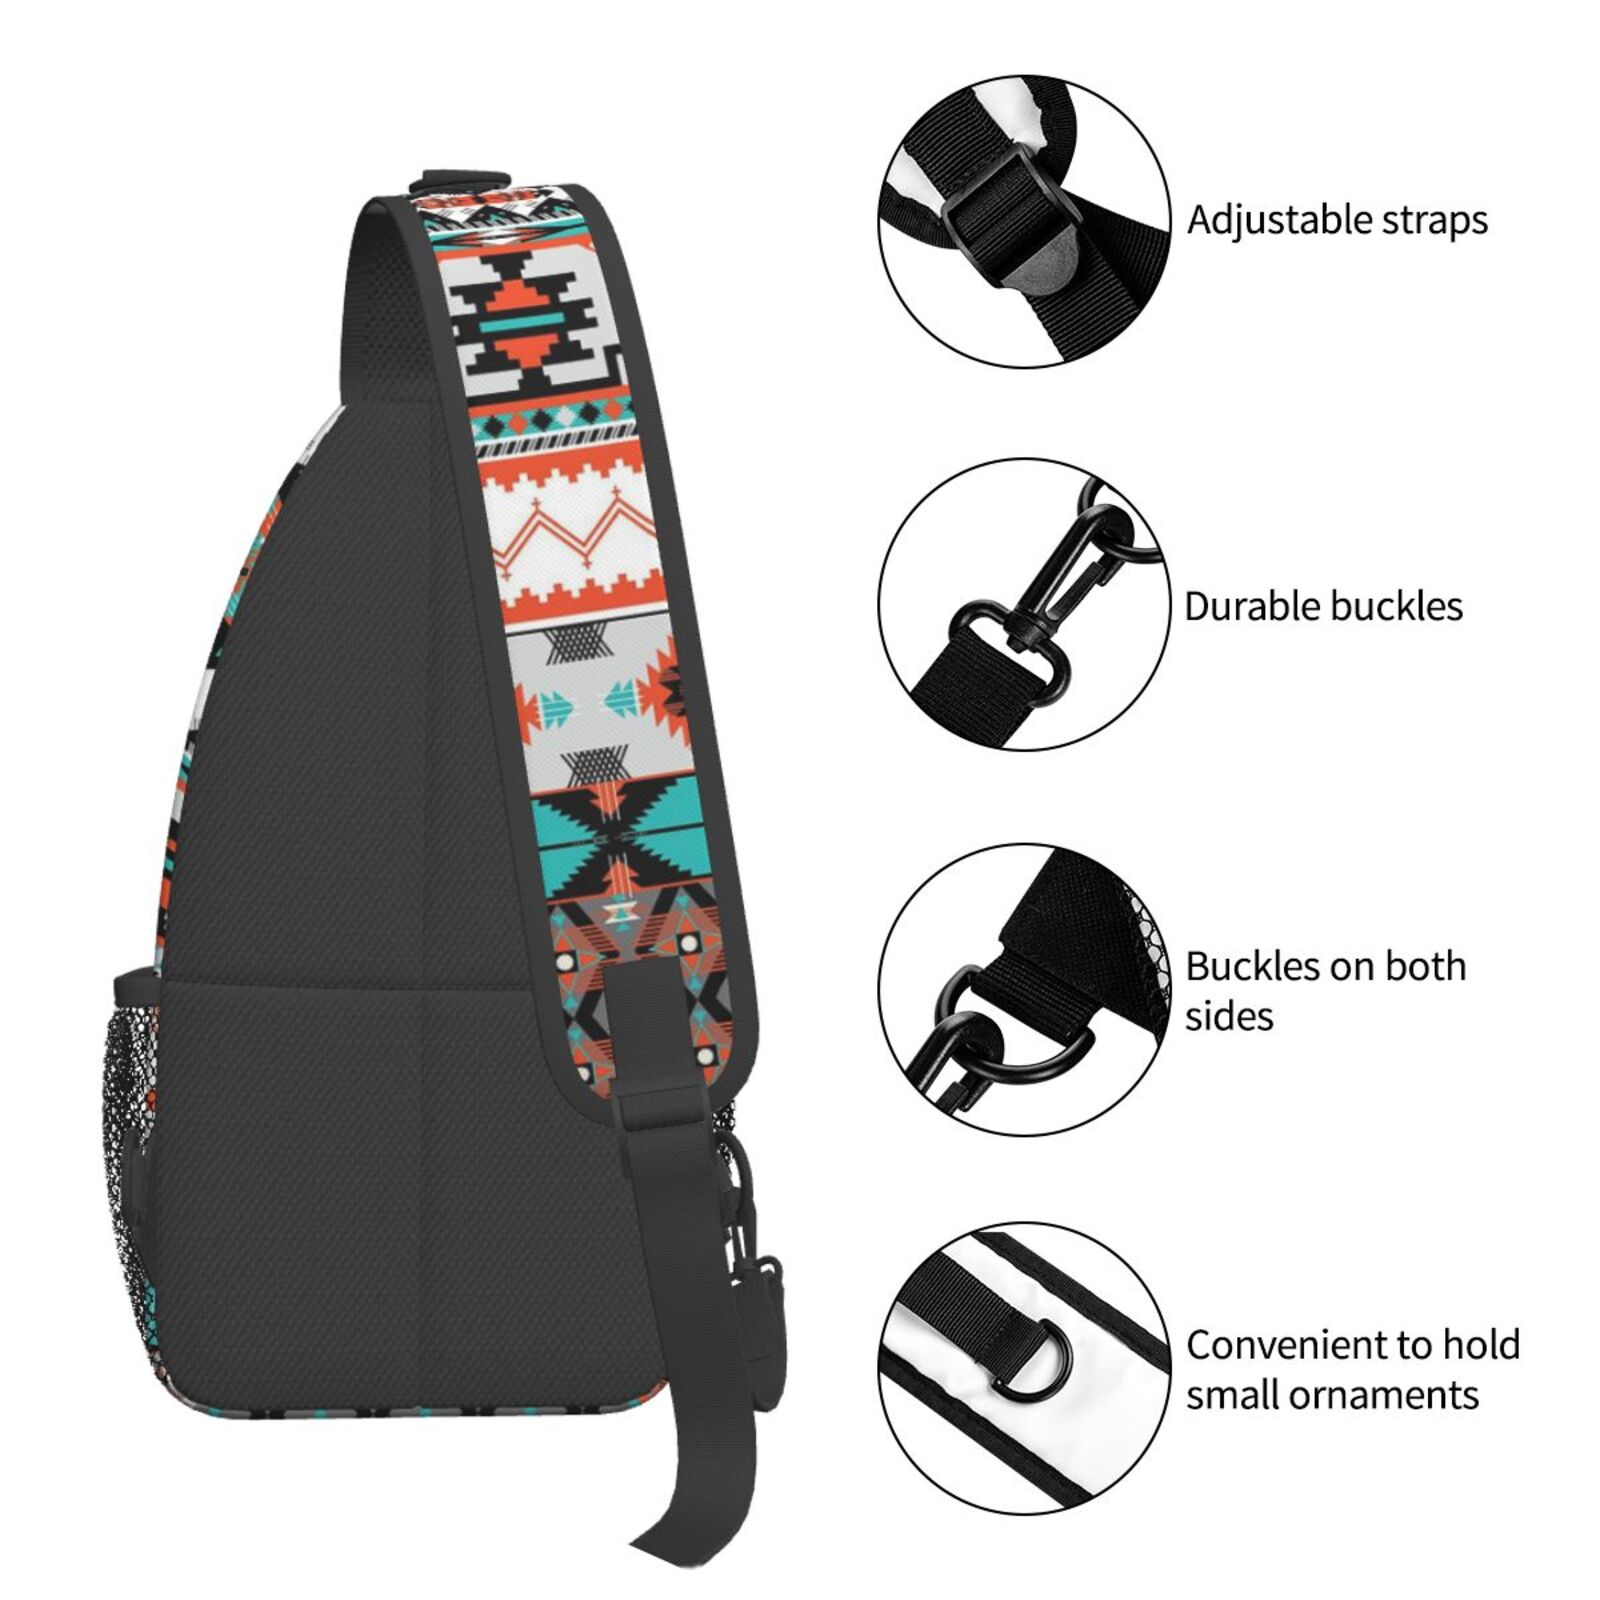 Adjustable straps
Durable buckles
Buckles on both
sides
Convenient to hold
small ornaments